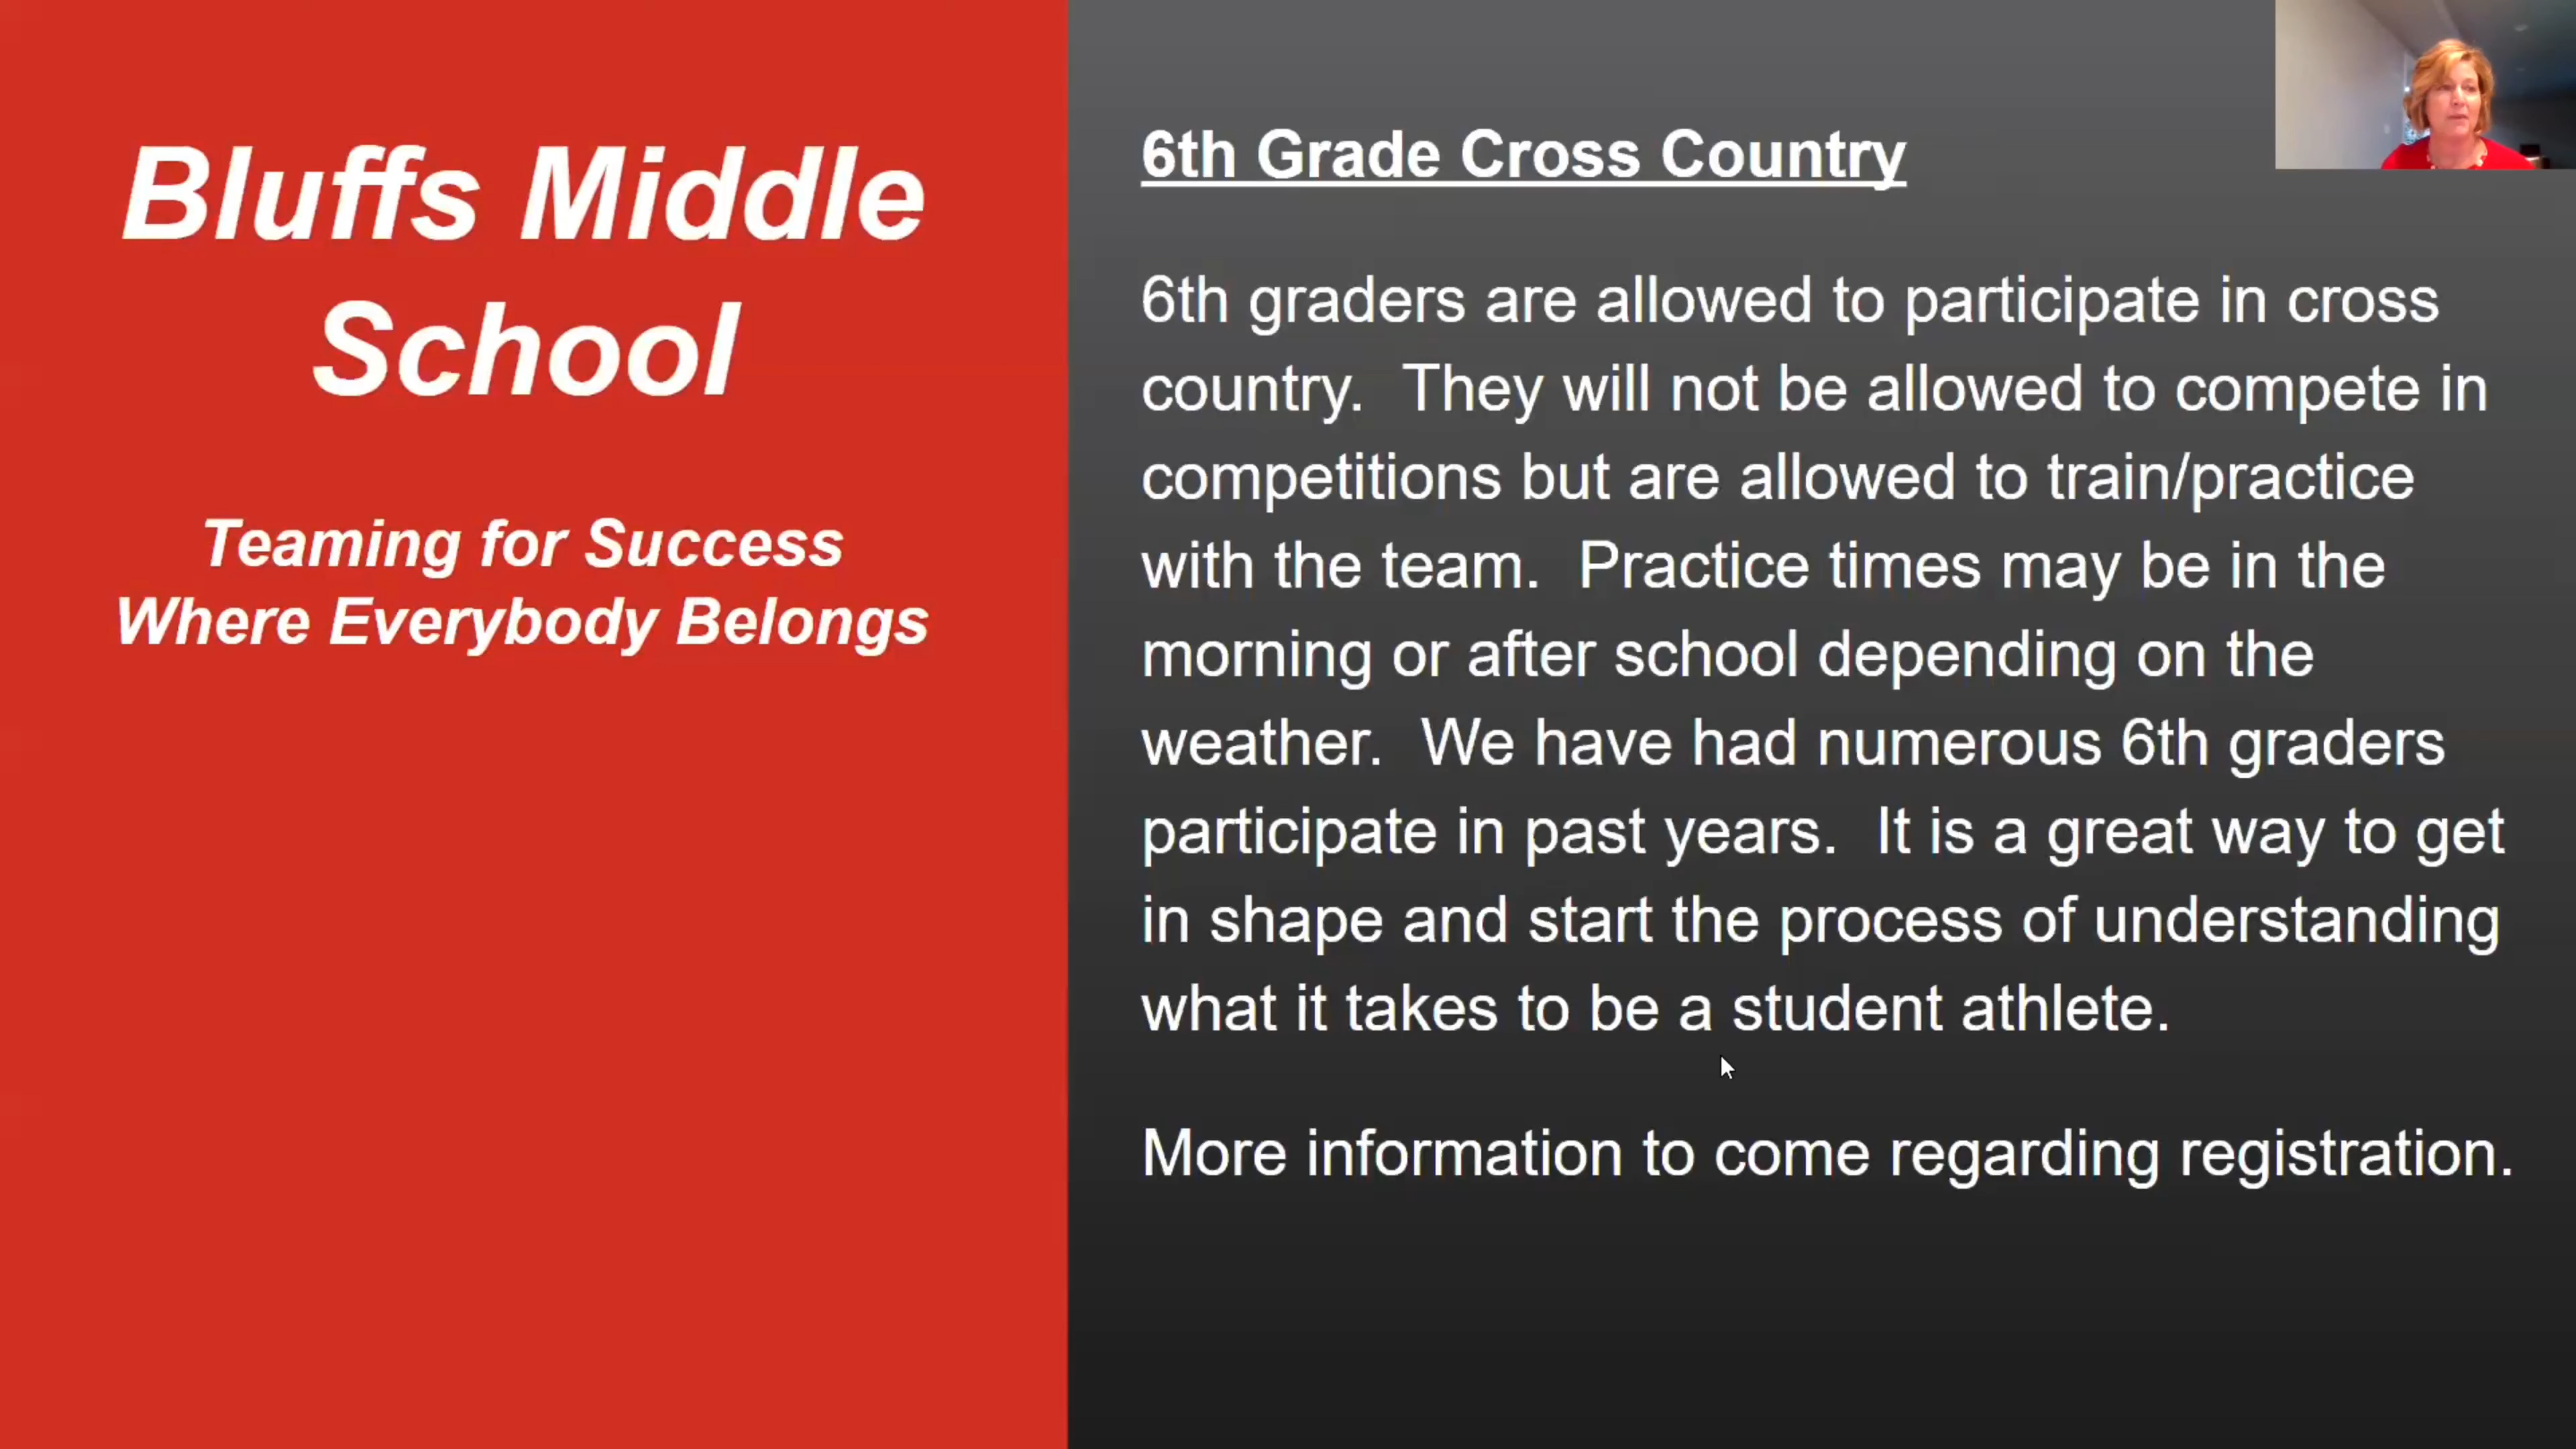 Bluffs Middle
School
Teaming for Success
Where Everybody Belongs
6th Grade Cross Country
6th graders are allowed to participate in cross
country.  They will not be allowed to compete in
competitions but are allowed to train/practice
with the team.  Practice times may be in the
morning or after school depending on the
weather.  We have had numerous 6th graders
participate in past years.  It is a great way to get
in shape and start the process of understanding
what it takes to be a student athlete.
More information to come regarding registration.